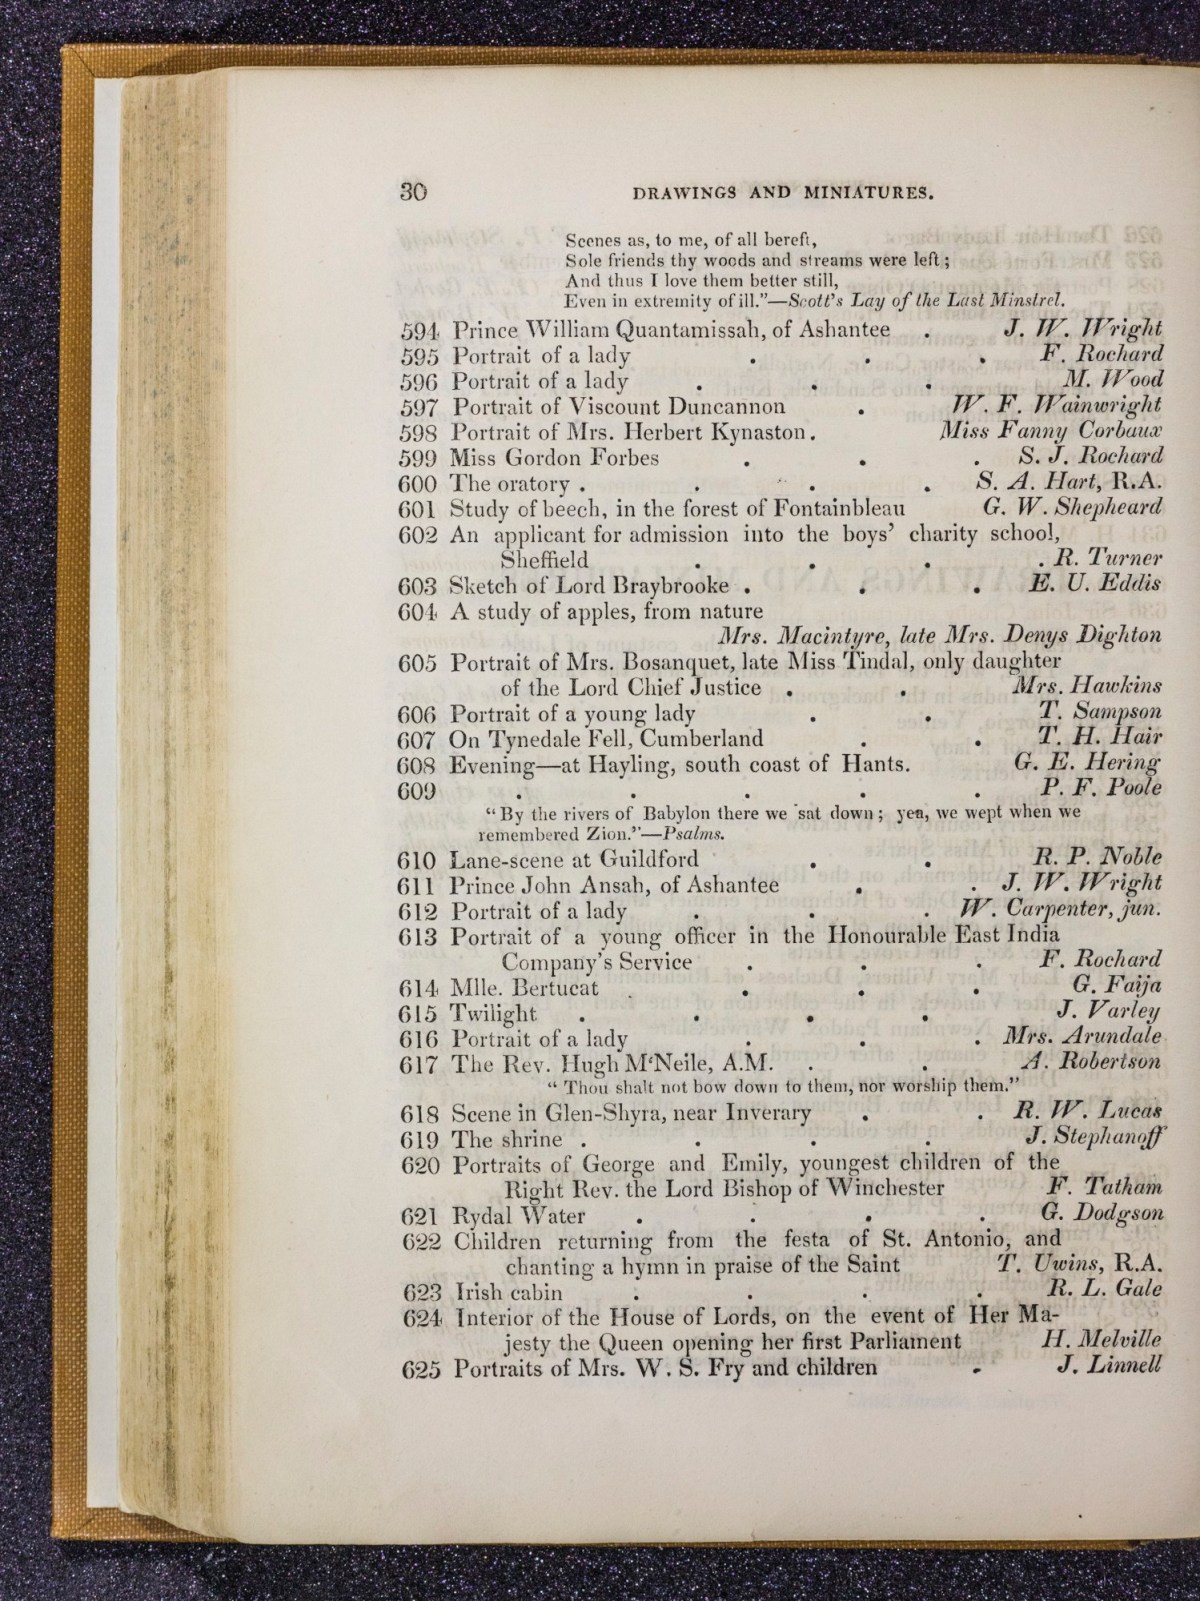 30 DRAWINGS AND MINIATURES.
Scenes as, to me, of all bereft,
Sole friends thy woods and streams were left;
And thus I love them better still,
Even in extremity of ill.”—Scott's Lay of the Last Minstrel.
594 Prince William Quantamissah, of Ashantee . J. W. Wright
595 Portrait of a lady . . . F. Rochard
596 Portrait of a lady . . . M. Wood
597 Portrait of Viscount Duncannon . W. F. Wainwright
598 Portrait of Mrs. Herbert Kynaston. Miss Fanny Corbaux
599 Miss Gordon Forbes . . . S. J. Rochard
600 The oratory . . . . S. A. Hart, R.A.
601 Study of beech, in the forest of Fontainbleau G. W. Shepheard
602 An applicant for admission into the boys' charity school,
Sheffield . . . . R. Turner
603 Sketch of Lord Braybrooke . . . E. U. Eddis
604 A study of apples, from nature
Mrs. Macintyre, late Mrs. Denys Dighton
605 Portrait of Mrs. Bosanquet, late Miss Tindal, only daughter
of the Lord Chief Justice . . Mrs. Hawkins
606 Portrait of a young lady . . T. Sampson
607 On Tynedale Fell, Cumberland . . T. H. Hair
608 Evening—at Hayling, south coast of Hants. G. E. Hering
609 . . . . . P. F. Poole
“By the rivers of Babylon there we sat down; yea, we wept when we
remembered Zion.”—Psalms.
610 Lane-scene at Guildford . . R. P. Noble
611 Prince John Ansah, of Ashantee . . J. W. Wright
612 Portrait of a lady . . . W. Carpenter, jun.
613 Portrait of a young officer in the Honourable East India
Company's Service . . . F. Rochard
614 Mlle. Bertucat . . . G. Faija
615 Twilight . . . . J. Varley
616 Portrait of a lady . . . Mrs. Arundale
617 The Rev. Hugh M‘Neile, A.M. . . A. Robertson
“Thou shalt not bow down to them, nor worship them.”
618 Scene in Glen-Shyra, near Inverary . . R. W. Lucas
619 The shrine . . . . J. Stephanoff
620 Portraits of George and Emily, youngest children of the
Right Rev. the Lord Bishop of Winchester F. Tatham
621 Rydal Water . . . . G. Dodgson
622 Children returning from the festa of St. Antonio, and
chanting a hymn in praise of the Saint T. Uwins, R.A.
623 Irish cabin . . . . R. L. Gale
624 Interior of the House of Lords, on the event of Her Ma-
jesty the Queen opening her first Parliament H. Melville
625 Portraits of Mrs. W. S. Fry and children . J. Linnell